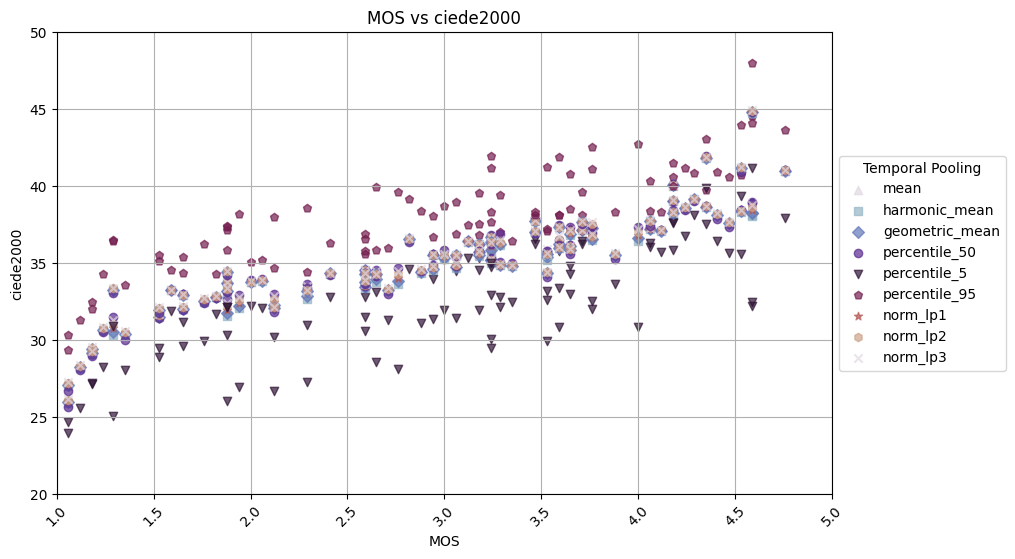 MOS vs ciede2000
50
45
40
35
30
25
20
ciede2000
1.0
1.5
2.0
2.5
3.0
3.5
4.0
4.5
5.0
MOS
Temporal Pooling
mean
harmonic_mean
geometric_mean
percentile_50
percentile_5
percentile_95
norm_lp1
norm_lp2
norm_lp3